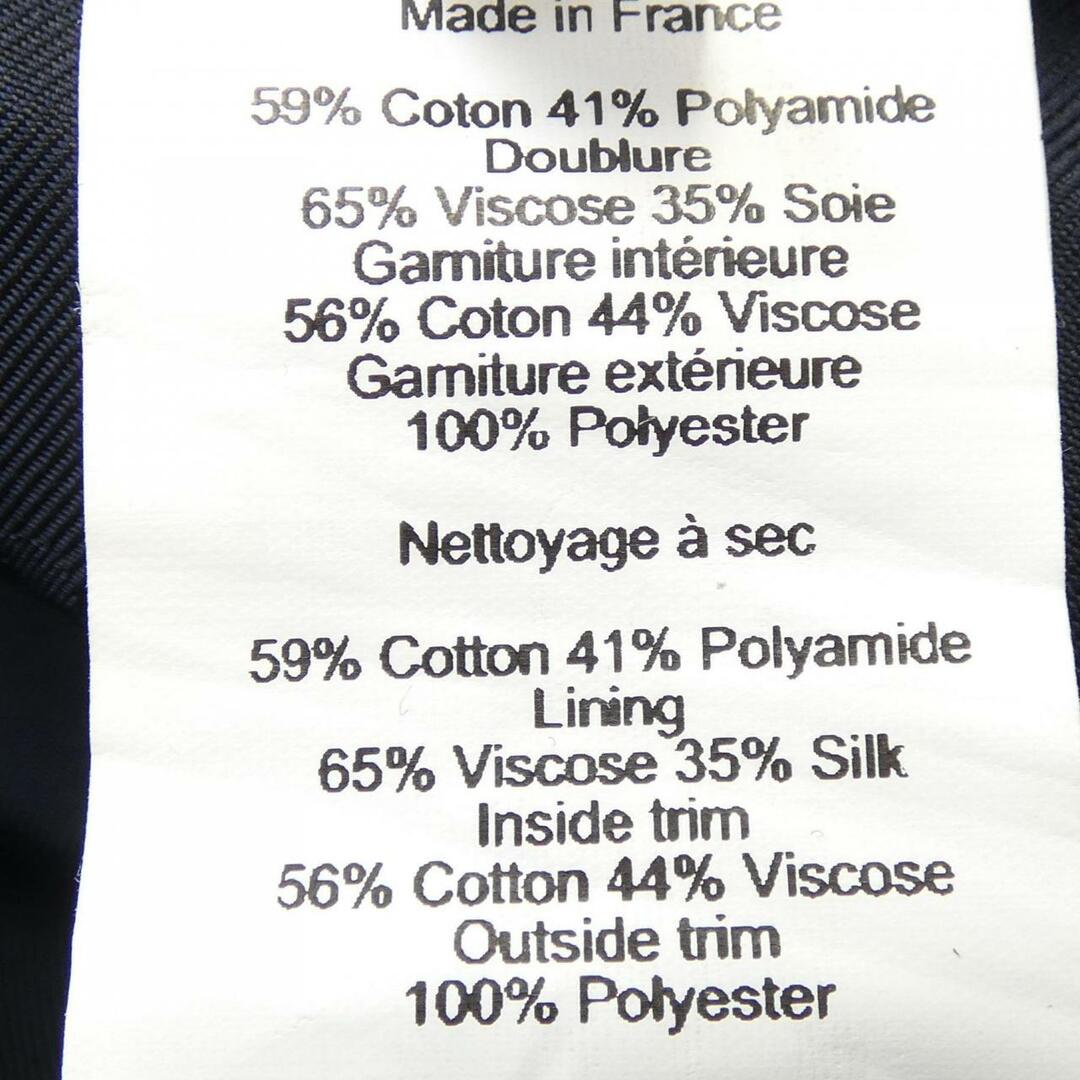 Made in France
59% Coton 41% Polyamide
Doublure
65% Viscose 35% Soie
Garniture intérieure
56% Coton 44% Viscose
Garniture extérieure
100% Polyester
Nettoyage à sec
59% Cotton 41% Polyamide
Lining
65% Viscose 35% Silk
Inside trim
56% Cotton 44% Viscose
Outside trim
100% Polyester